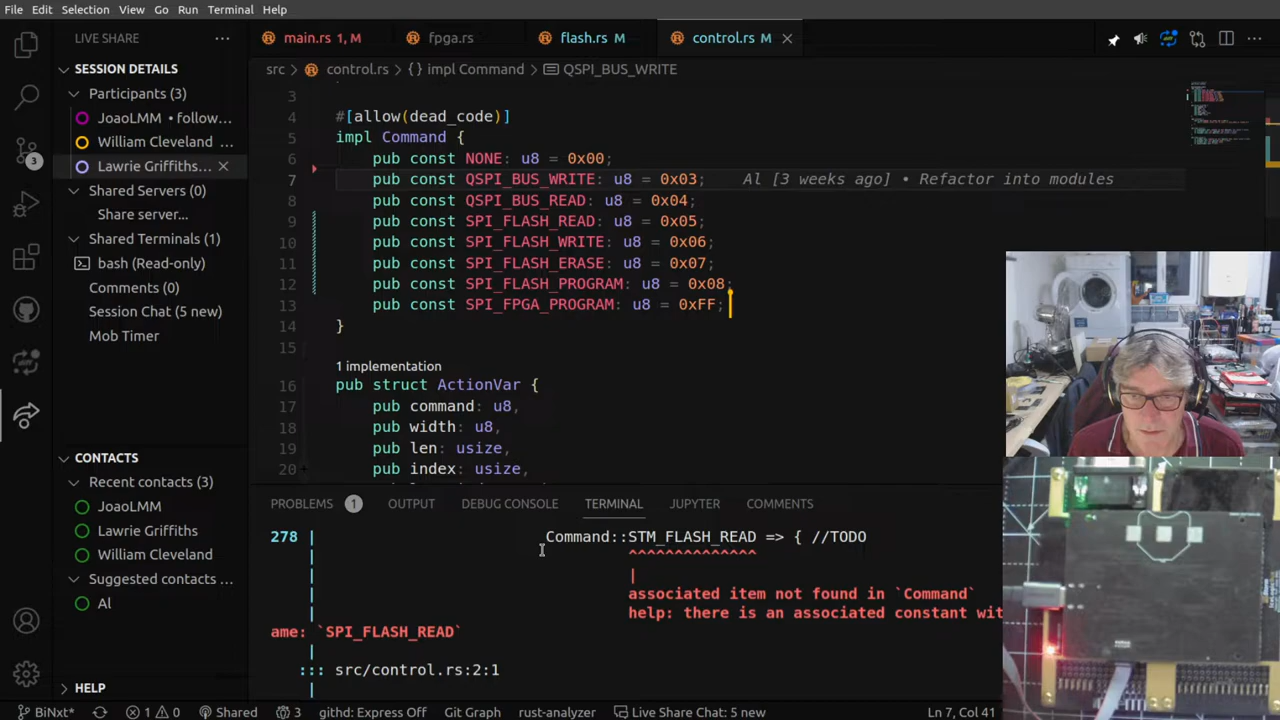 File Edit Selection View Go Run Terminal Help
LIVE SHARE
main.rs 1, M
fpga.rs
flash.rs M
control.rs M
SESSION DETAILS
src control.rs {} impl Command QSPI_BUS_WRITE
Participants (3)
JoaoLMM • follow...
William Cleveland ...
Lawrie Griffiths...
Shared Servers (0)
Share server...
Shared Terminals (1)
bash (Read-only)
Comments (0)
Session Chat (5 new)
Mob Timer
3
3
4 #[allow(dead_code)]
5 impl Command {
6 pub const NONE: u8 = 0x00;
7 pub const QSPI_BUS_WRITE: u8 = 0x03; Al [3 weeks ago] • Refactor into modules
8 pub const QSPI_BUS_READ: u8 = 0x04;
9 pub const SPI_FLASH_READ: u8 = 0x05;
10 pub const SPI_FLASH_WRITE: u8 = 0x06;
11 pub const SPI_FLASH_ERASE: u8 = 0x07;
12 pub const SPI_FLASH_PROGRAM: u8 = 0x08;
13 pub const SPI_FPGA_PROGRAM: u8 = 0xFF;
14 }
15
1 implementation
16 pub struct ActionVar {
17 pub command: u8,
18 pub width: u8,
19 pub len: usize,
20 pub index: usize,
CONTACTS
Recent contacts (3)
JoaoLMM
Lawrie Griffiths
William Cleveland
Suggested contacts
Al
HELP
PROBLEMS 1 OUTPUT DEBUG CONSOLE TERMINAL JUPYTER COMMENTS
278 | Command::STM_FLASH_READ => { //TODO
| ^^^^^^^^^^^^^^
| |
| associated item not found in `Command`
| help: there is an associated constant wit
ame: `SPI_FLASH_READ`
|
::: src/control.rs:2:1
|
BiNxt* 1 0 Shared 3 githd: Express Off Git Graph rust-analyzer Live Share Chat: 5 new Ln 7, Col 41